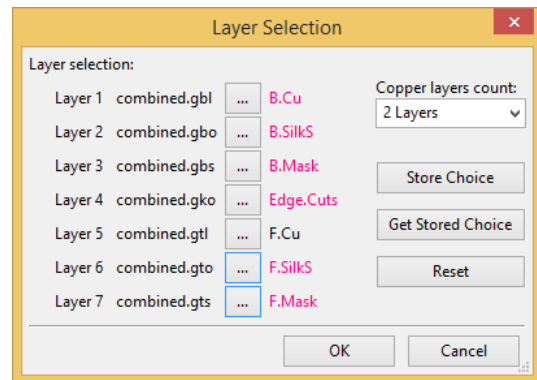 Layer Selection
Layer selection:
Copper layers count:
2 Layers
Layer 1 combined.gbl ... B.Cu
Layer 2 combined.gbo ... B.SilkS
Layer 3 combined.gbs ... B.Mask
Layer 4 combined.gko ... Edge.Cuts
Layer 5 combined.gtl ... F.Cu
Layer 6 combined.gto ... F.SilkS
Layer 7 combined.gts ... F.Mask
Store Choice
Get Stored Choice
Reset
OK Cancel